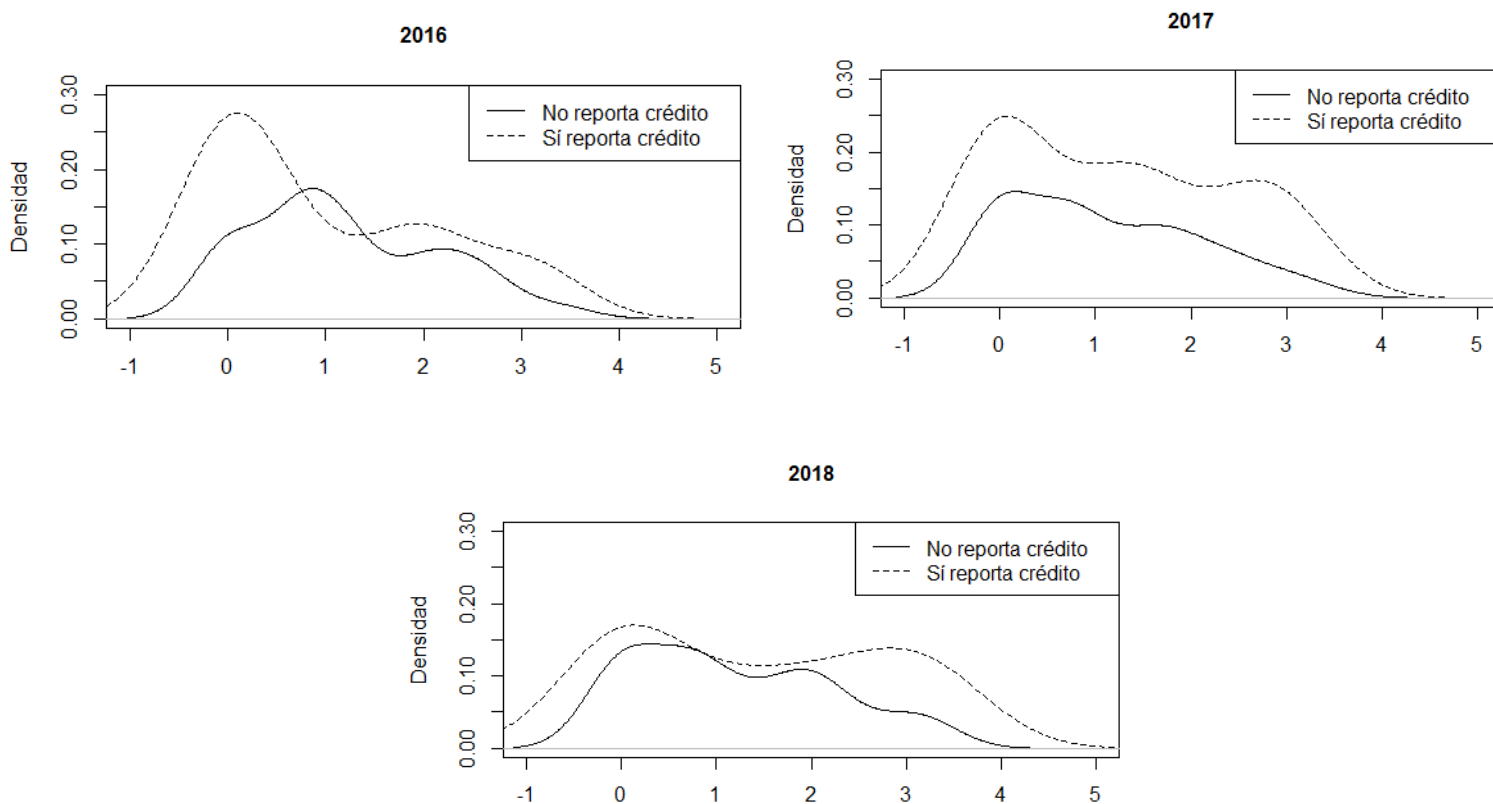 2016
Densidad
0.00 0.10 0.20 0.30
No reporta crédito
Sí reporta crédito
-1 0 1 2 3 4 5
2017
Densidad
0.00 0.10 0.20 0.30
No reporta crédito
Sí reporta crédito
-1 0 1 2 3 4 5
2018
Densidad
0.00 0.10 0.20 0.30
No reporta crédito
Sí reporta crédito
-1 0 1 2 3 4 5